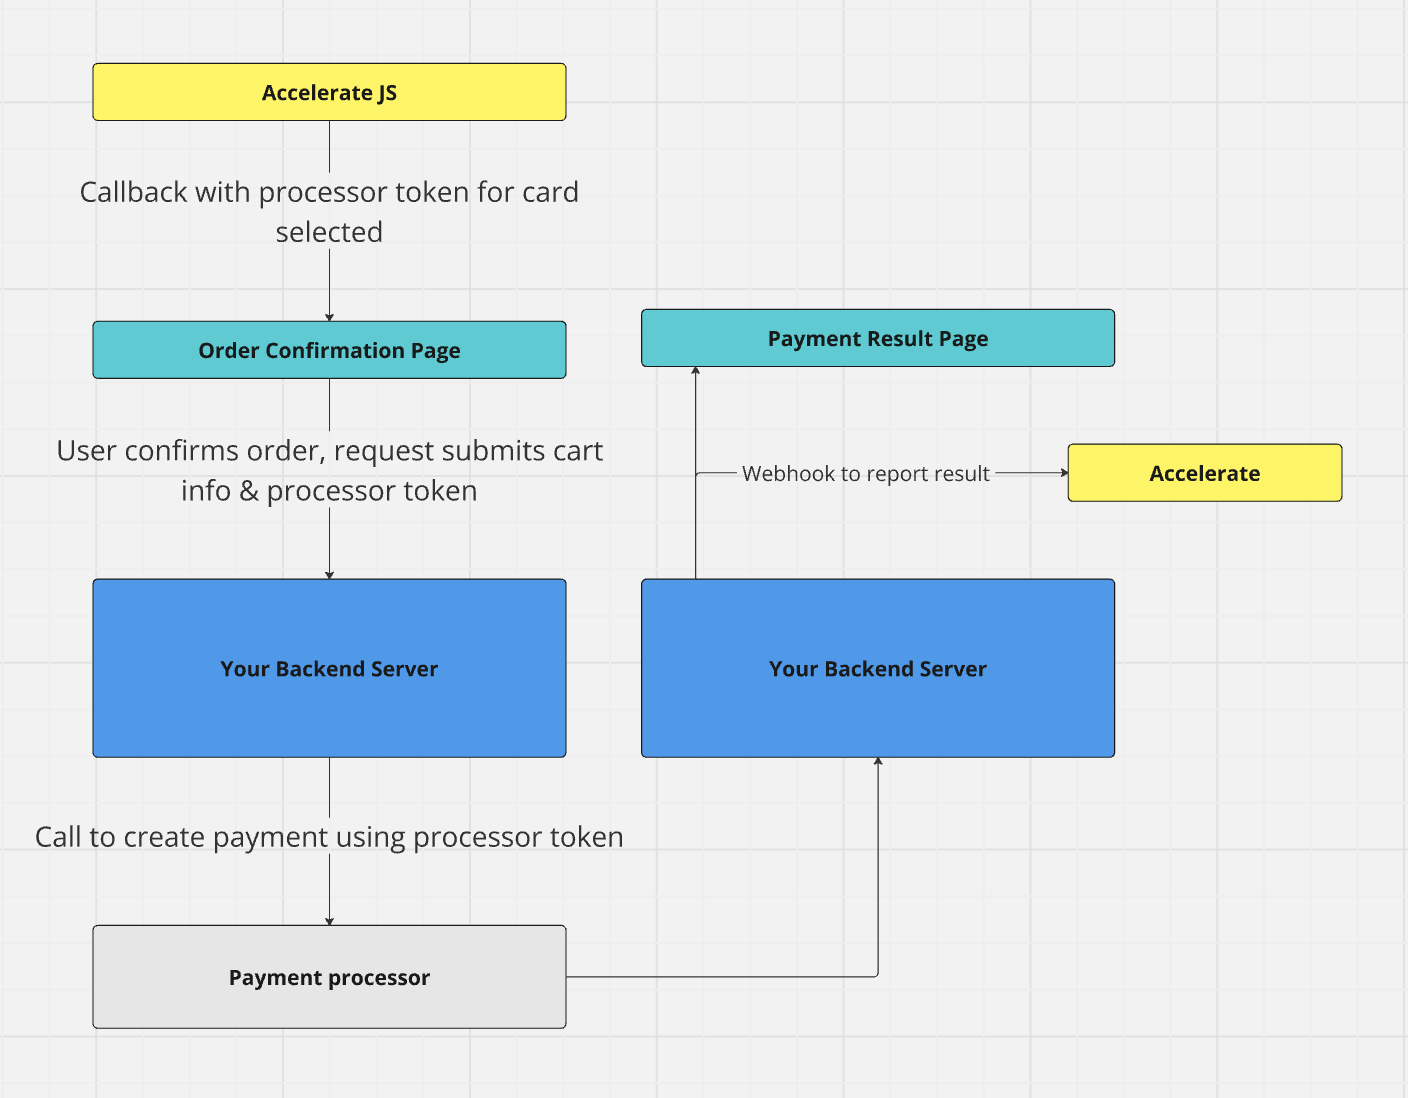 Accelerate JS
Callback with processor token for card
selected
Order Confirmation Page
User confirms order, request submits cart
info & processor token
Your Backend Server
Call to create payment using processor token
Payment processor
Payment Result Page
Webhook to report result
Accelerate
Your Backend Server